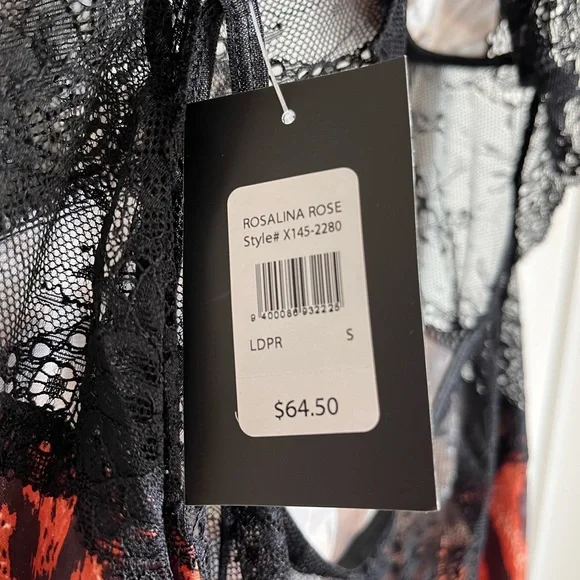 ROSALINA ROSE
Style# X145-2280
9 400086 932225
LDPR S
$64.50